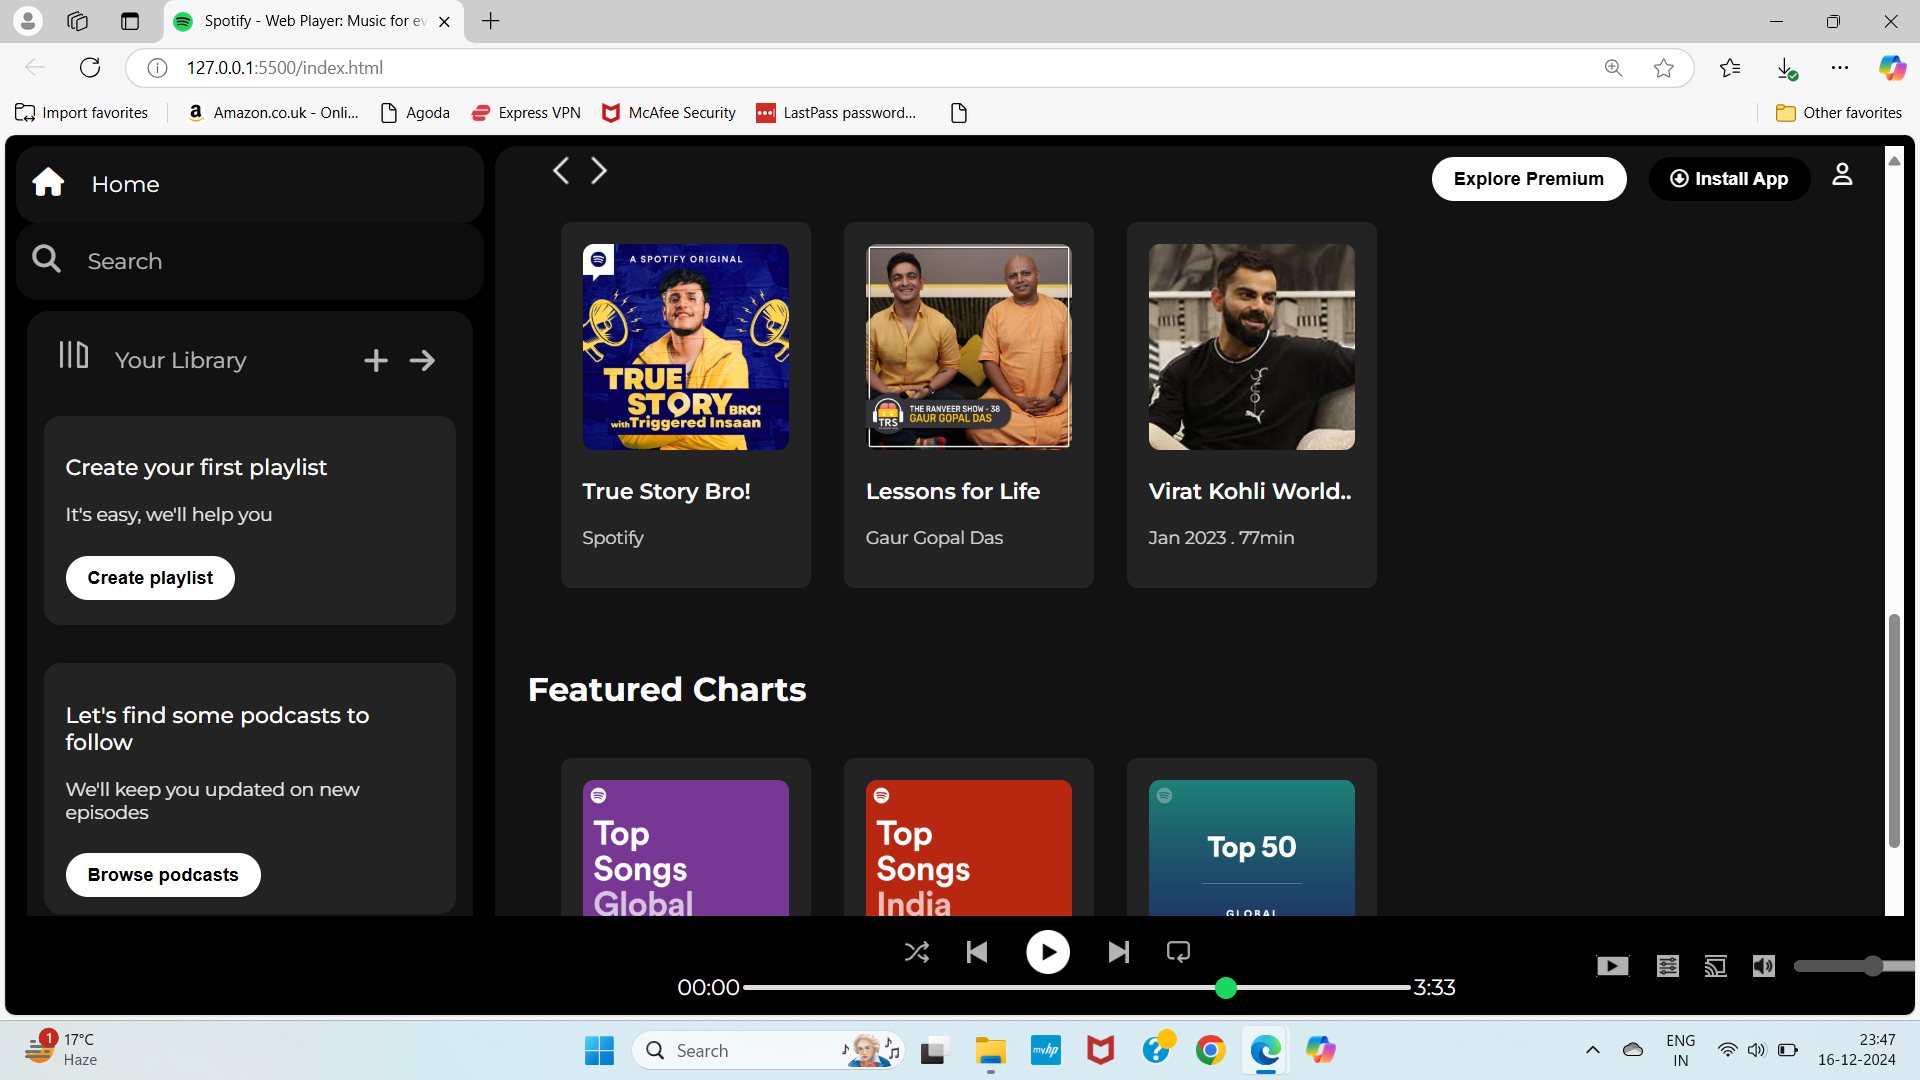 Spotify - Web Player: Music for ev
127.0.0.1:5500/index.html
Import favorites
Amazon.co.uk - Onli...
Agoda
Express VPN
McAfee Security
LastPass password...
Other favorites
Home
Search
Your Library
Create your first playlist
It's easy, we'll help you
Create playlist
Let's find some podcasts to
follow
We'll keep you updated on new
episodes
Browse podcasts
Explore Premium
Install App
A SPOTIFY ORIGINAL
TRUE
STORY BRO!
with Triggered Insaan
True Story Bro!
Spotify
TRS
THE RANVEER SHOW - 38
GAUR GOPAL DAS
Lessons for Life
Gaur Gopal Das
Virat Kohli World..
Jan 2023 . 77min
Featured Charts
Top
Songs
Global
Top
Songs
India
Top 50
GLOBAL
00:00
3:33
1
17°C
Haze
Search
myhp
ENG
IN
23:47
16-12-2024